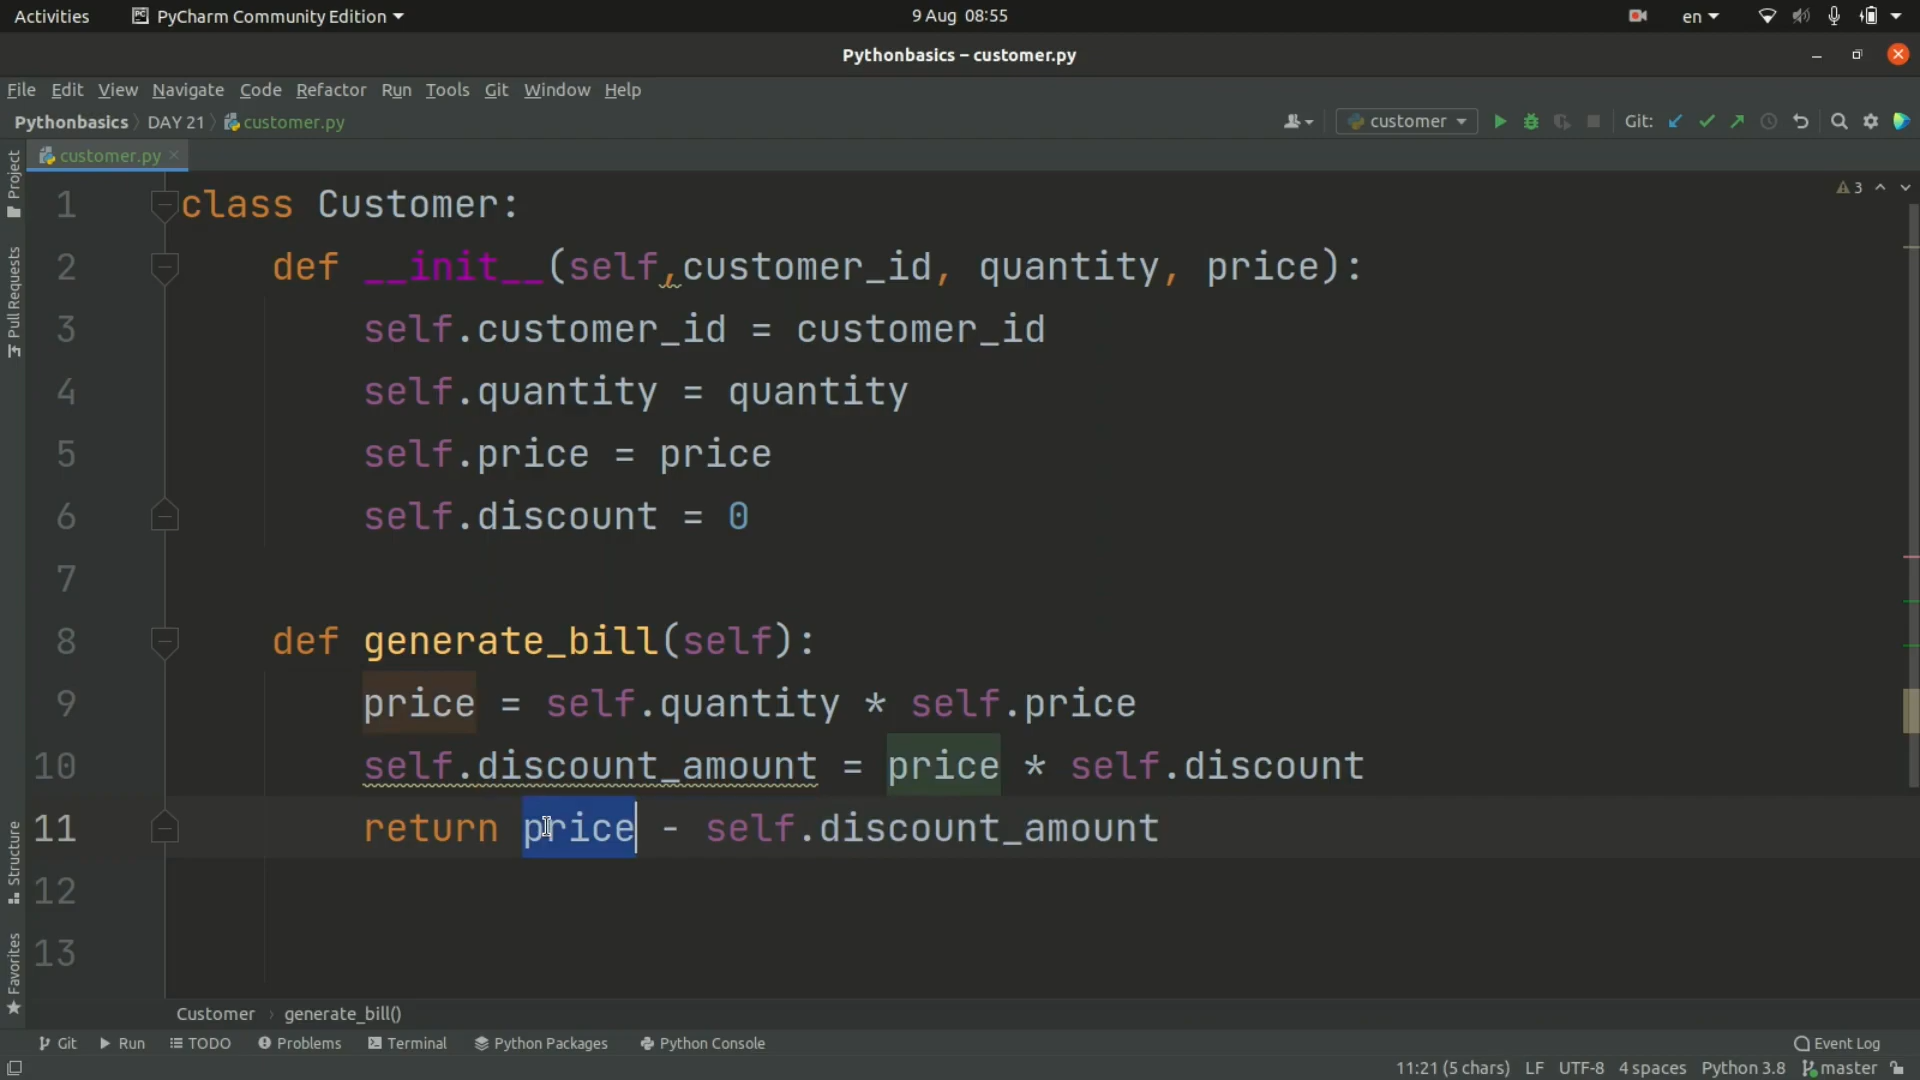 Activities PyCharm Community Edition 9 Aug 08:55 en
Pythonbasics – customer.py
File Edit View Navigate Code Refactor Run Tools Git Window Help
Pythonbasics DAY 21 customer.py customer Git:
customer.py
3
1 class Customer:
2 def __init__(self,customer_id, quantity, price):
3 self.customer_id = customer_id
4 self.quantity = quantity
5 self.price = price
6 self.discount = 0
7
8 def generate_bill(self):
9 price = self.quantity * self.price
10 self.discount_amount = price * self.discount
11 return price - self.discount_amount
12
13
Project
Pull Requests
Structure
Favorites
Customer generate_bill()
Git Run TODO Problems Terminal Python Packages Python Console Event Log
11:21 (5 chars) LF UTF-8 4 spaces Python 3.8 master